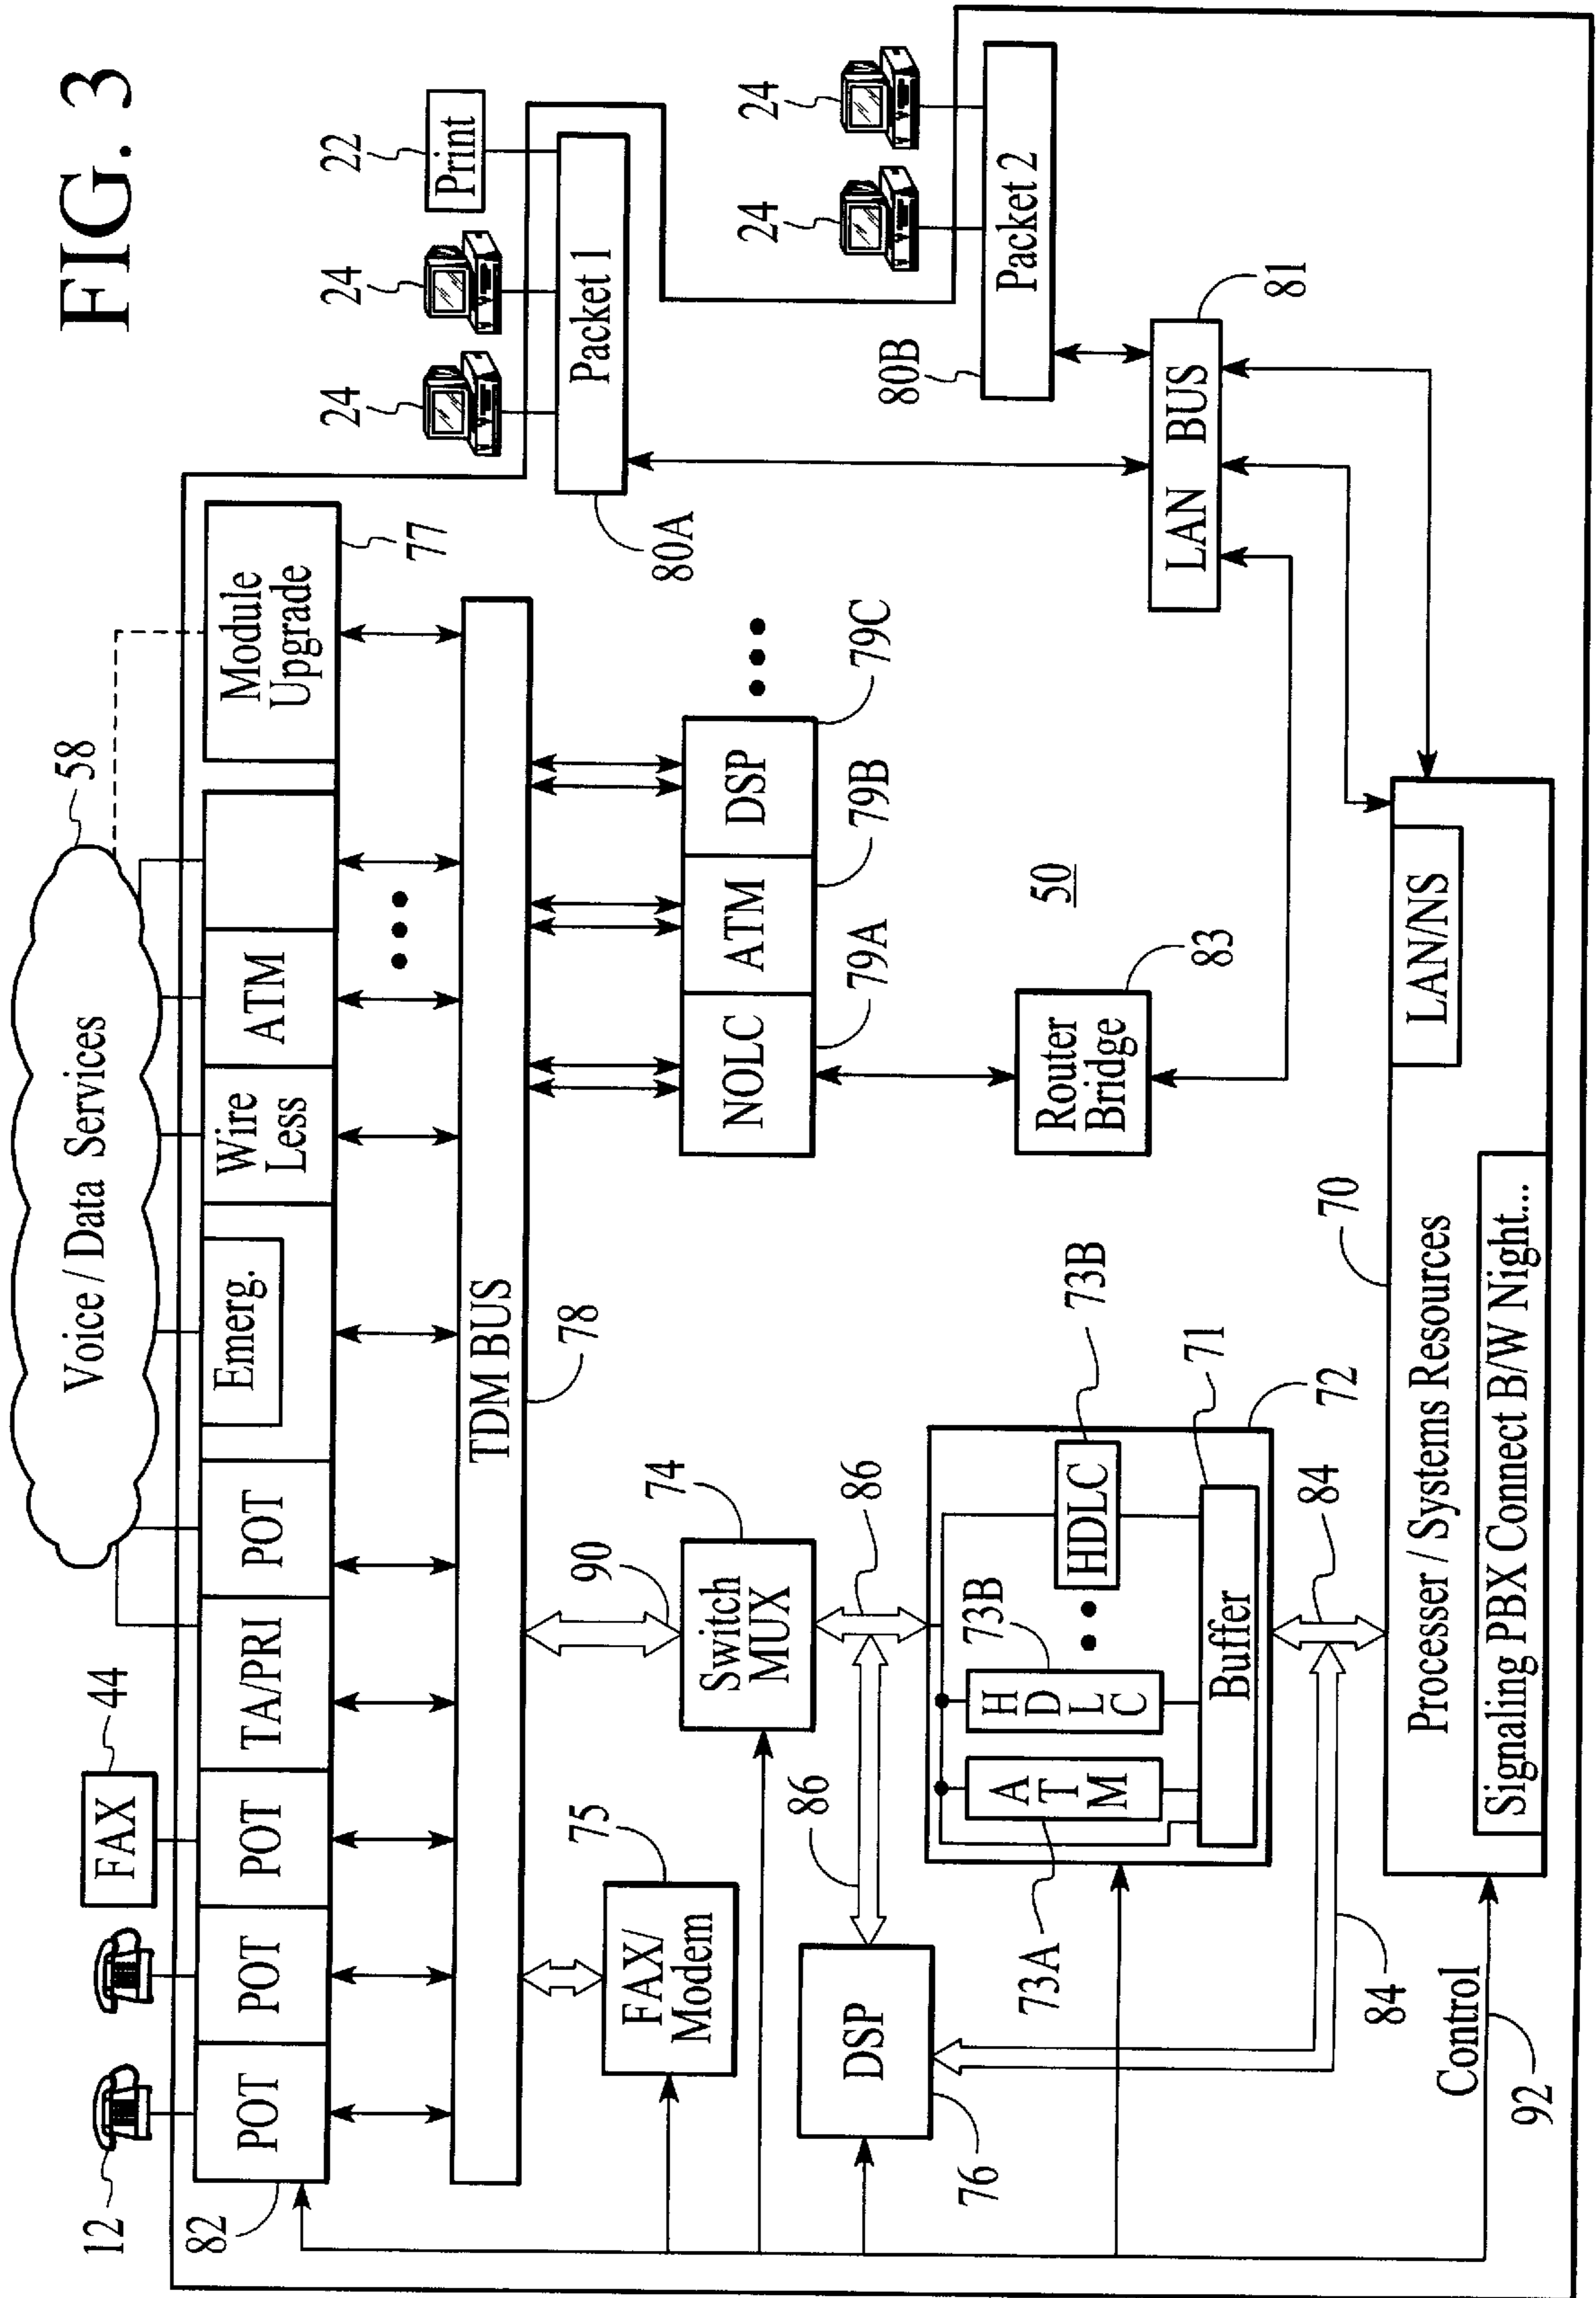 FIG. 3
Voice / Data Services
58
FAX
44
12
82
POT
POT
POT
TA/PRI
POT
Emerg.
Wire
Less
ATM
Module
Upgrade
77
Print
22
24
24
24
24
Packet 1
80A
Packet 2
80B
TDM BUS
78
90
FAX/
Modem
75
Switch
MUX
74
NOLC
79A
ATM
79B
DSP
79C
50
Router
Bridge
83
LAN BUS
81
DSP
76
86
86
73A
ATM
HDLC
73B
HDLC
73B
Buffer
71
72
84
84
Control
92
Processer / Systems Resources
70
LAN/NS
Signaling PBX Connect B/W Night...